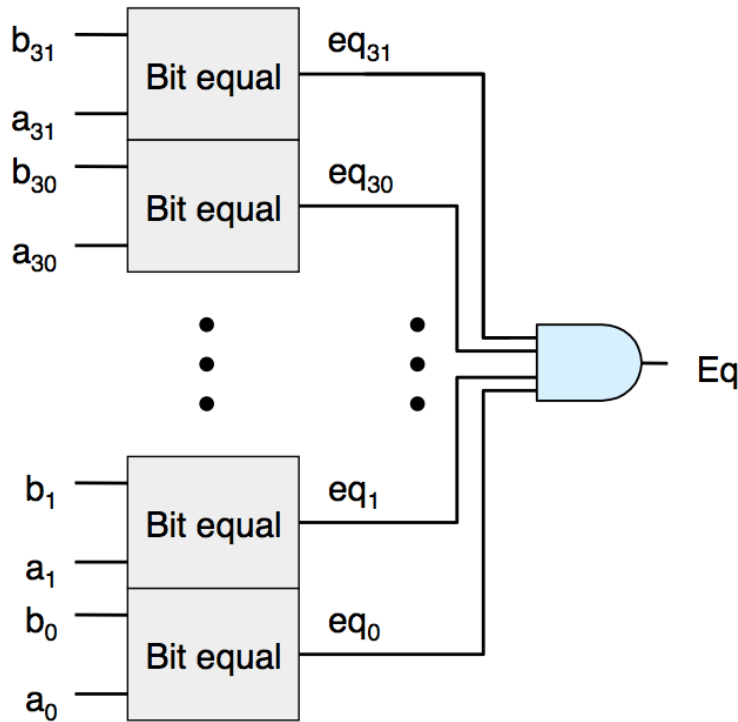 b₃₁
eq₃₁
Bit equal
a₃₁
b₃₀
eq₃₀
Bit equal
a₃₀
Eq
b₁
eq₁
Bit equal
a₁
b₀
eq₀
Bit equal
a₀